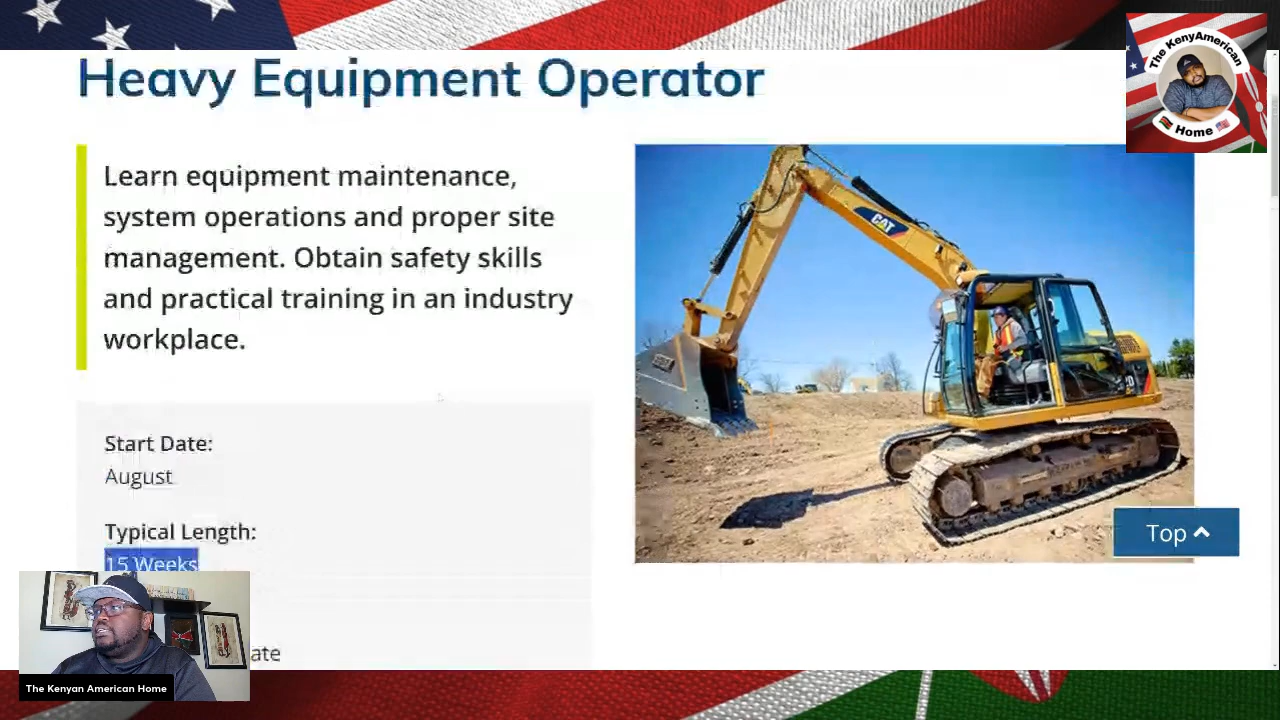 Heavy Equipment Operator
The KenyAmerican
Home
Learn equipment maintenance,
system operations and proper site
management. Obtain safety skills
and practical training in an industry
workplace.
CAT
Start Date:
August
Typical Length:
15 Weeks
ate
Top
The Kenyan American Home